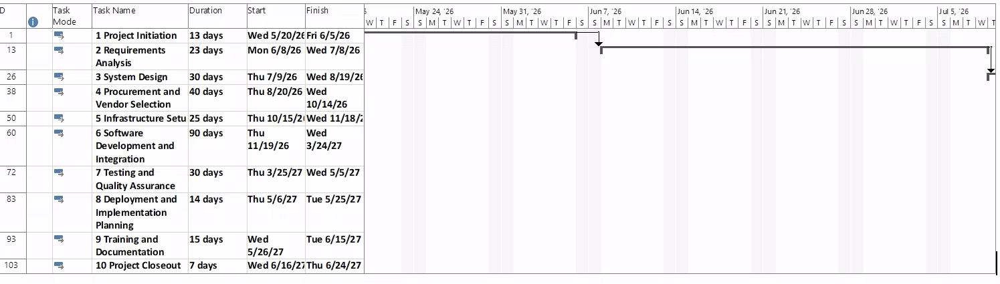 D Task Mode Task Name Duration Start Finish
6 May 24, '26 May 31, '26 Jun 7, '26 Jun 14, '26 Jun 21, '26 Jun 28, '26 Jul 5, '26
W T F S S M T W T F S S M T W T F S S M T W T F S S M T W T F S S M T W T F S S M T W T F S S M T W T
1 1 Project Initiation 13 days Wed 5/20/26 Fri 6/5/26
13 2 Requirements Analysis 23 days Mon 6/8/26 Wed 7/8/26
26 3 System Design 30 days Thu 7/9/26 Wed 8/19/26
38 4 Procurement and Vendor Selection 40 days Thu 8/20/26 Wed 10/14/26
50 5 Infrastructure Setu 25 days Thu 10/15/2 Wed 11/18/2
60 6 Software Development and Integration 90 days Thu 11/19/26 Wed 3/24/27
72 7 Testing and Quality Assurance 30 days Thu 3/25/27 Wed 5/5/27
83 8 Deployment and Implementation Planning 14 days Thu 5/6/27 Tue 5/25/27
93 9 Training and Documentation 15 days Wed 5/26/27 Tue 6/15/27
103 10 Project Closeout 7 days Wed 6/16/27 Thu 6/24/27